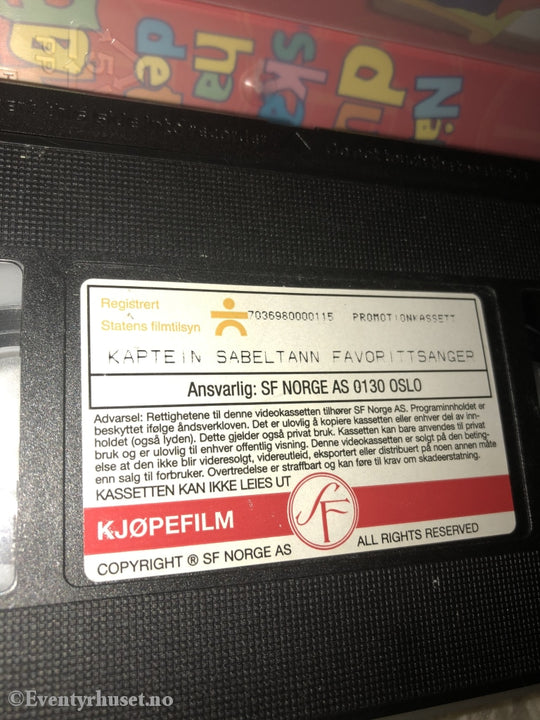 Nå
du
ska
ha
det
Registrert
Statens filmtilsyn
7036980000115 PROMOTIONKASSETT
KAPTEIN SABELTANN FAVORITTSANGER
Ansvarlig: SF NORGE AS 0130 OSLO
Advarsel: Rettighetene til denne videokassetten tilhører SF Norge AS. Programinnholdet er
beskyttet ifølge åndsverkloven. Det er ulovlig å kopiere kassetten eller enhver del av inn-
holdet (også lyden). Dette gjelder også privat bruk. Kassetten kan bare anvendes til privat
bruk og er ulovlig til enhver offentlig visning. Denne videokassetten er solgt på den beting-
else at den ikke blir videresolgt, videreutleid, eksportert eller distribuert på noen annen måte
enn salg til forbruker. Overtredelse er straffbart og kan føre til krav om skadeerstatning.
KASSETTEN KAN IKKE LEIES UT
KJØPEFILM
SF
COPYRIGHT ® SF NORGE AS ALL RIGHTS RESERVED
©Eventyrhuset.no